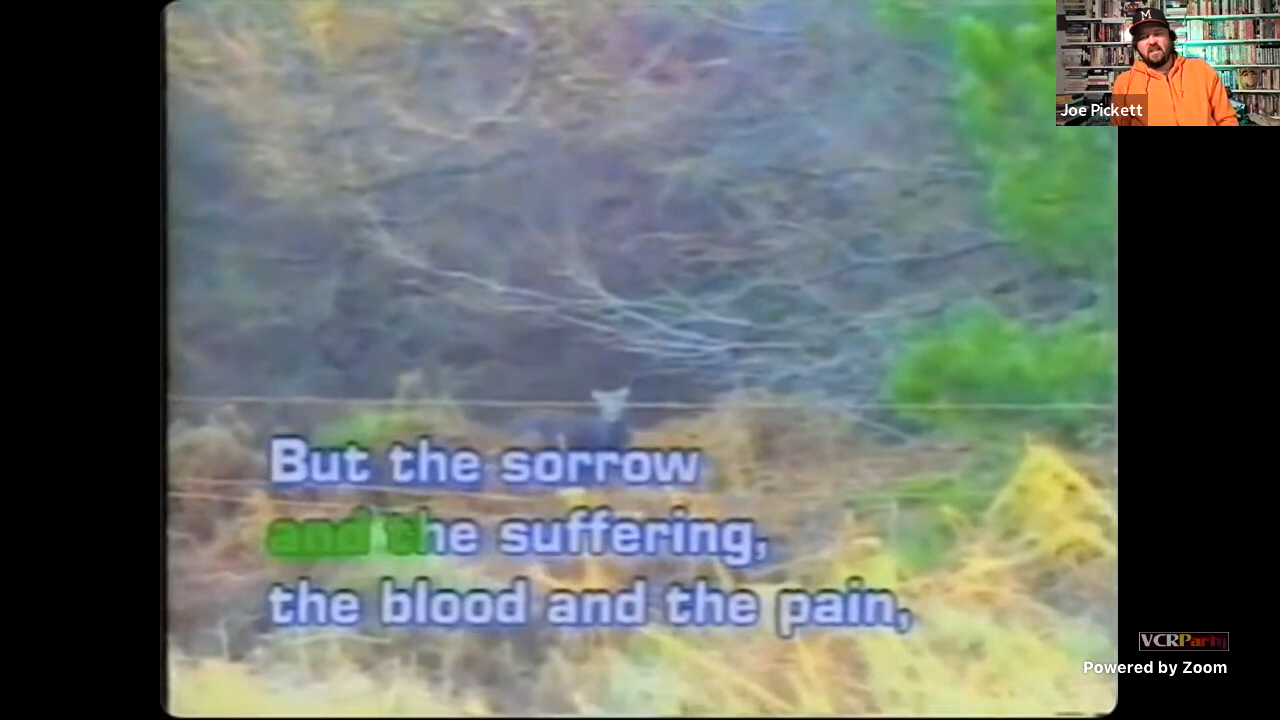 M
Joe Pickett
But the sorrow
and the suffering,
the blood and the pain,
VCRParty
Powered by Zoom